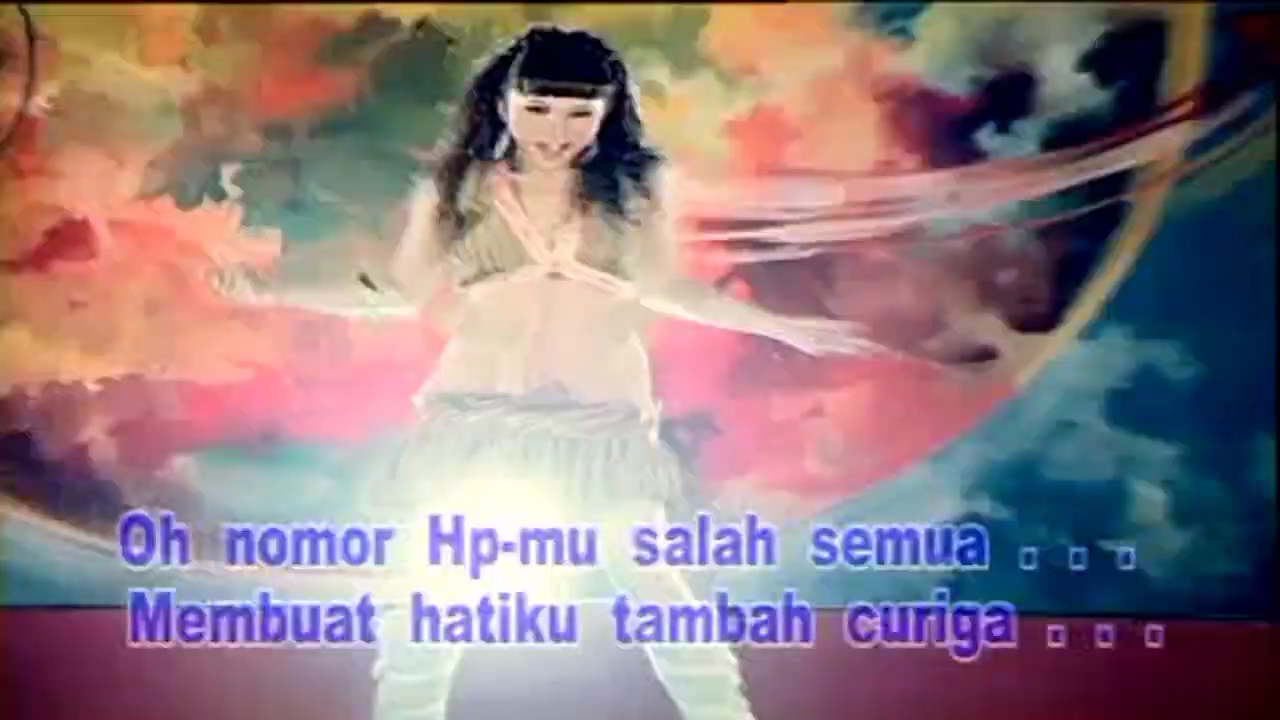 Oh nomor Hp-mu salah semua . . .
Membuat hatiku tambah curiga . . .